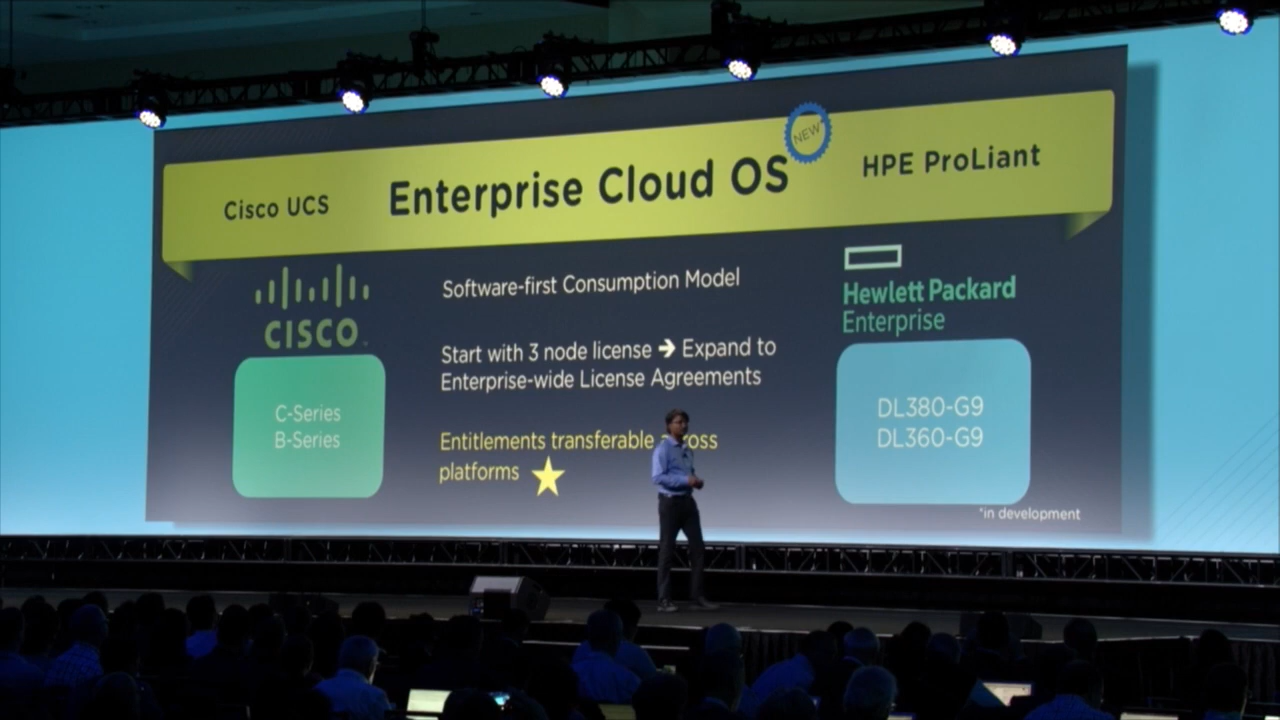 Cisco UCS
Enterprise Cloud OS
NEW
HPE ProLiant
CISCO
C-Series
B-Series
Software-first Consumption Model
Start with 3 node license → Expand to
Enterprise-wide License Agreements
Entitlements transferable
platforms
Hewlett Packard
Enterprise
DL380-G9
DL360-G9
*in development